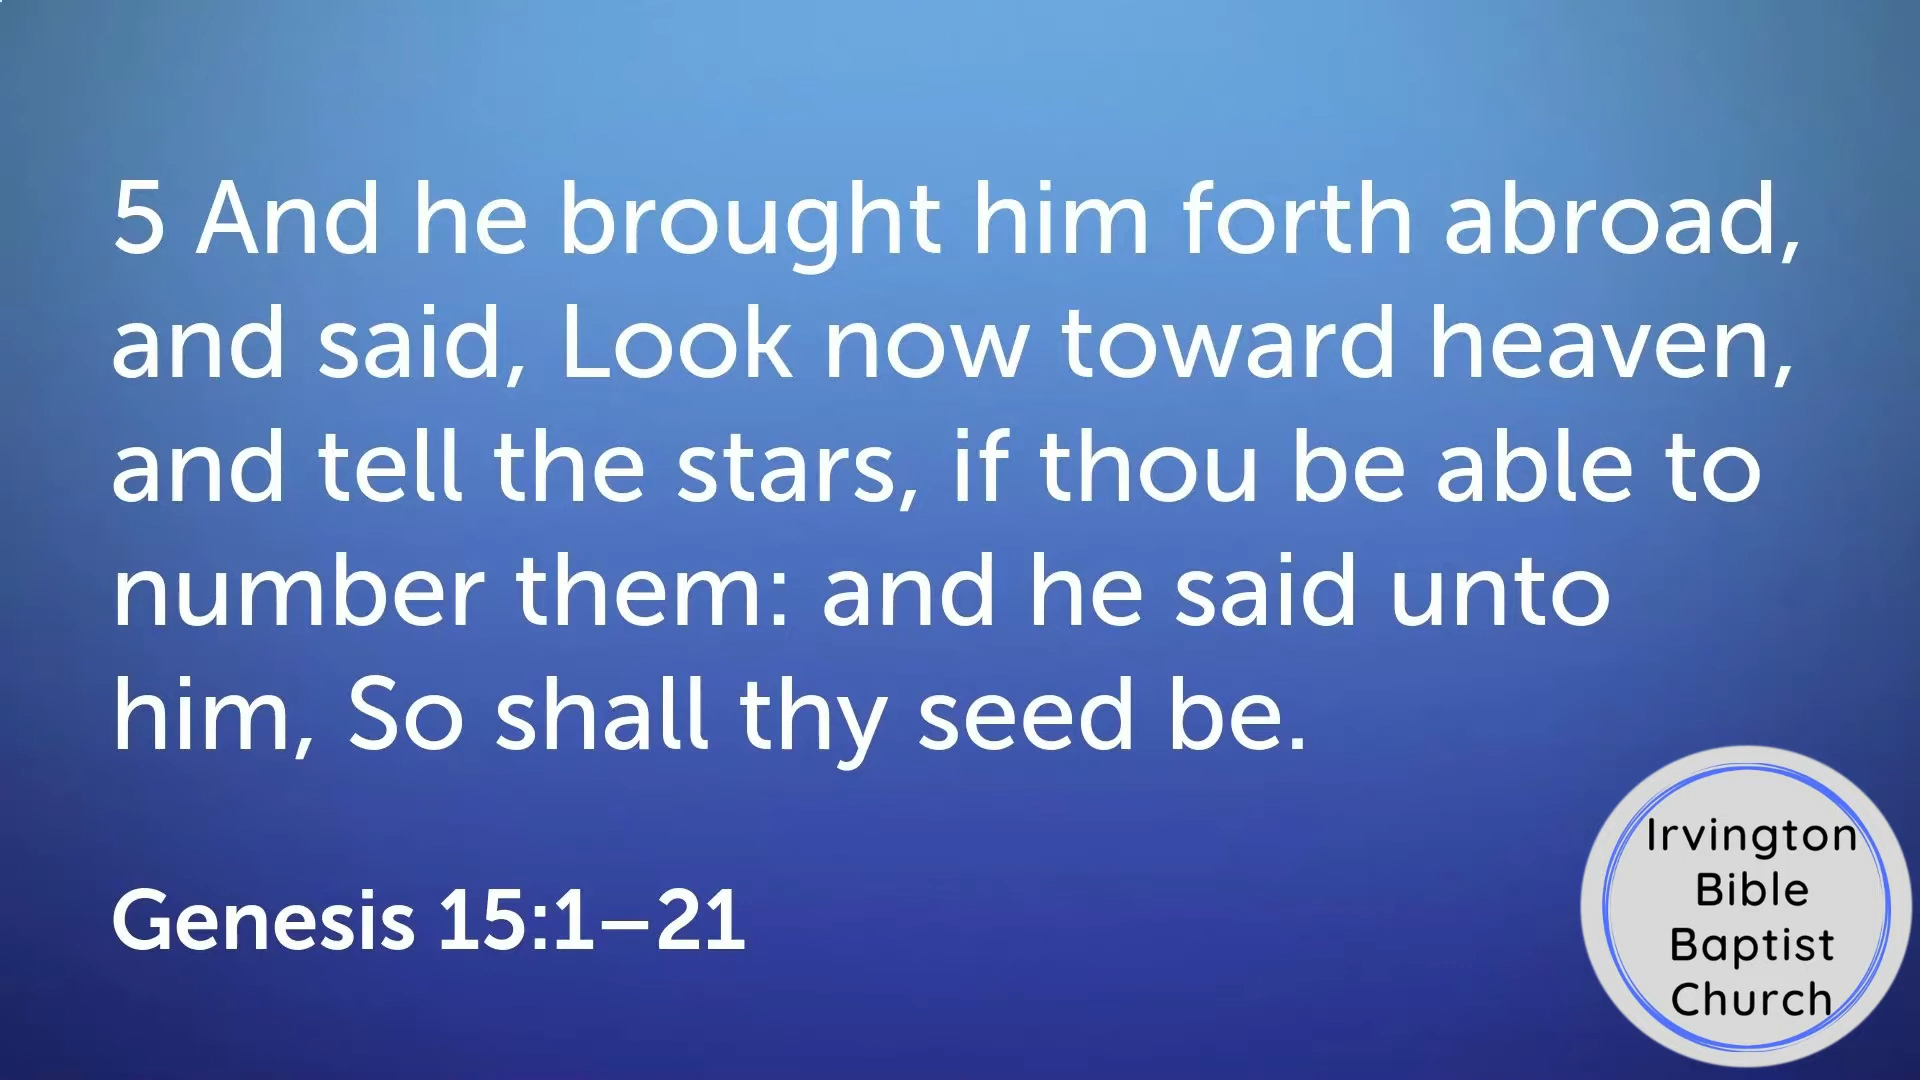 5 And he brought him forth abroad,
and said, Look now toward heaven,
and tell the stars, if thou be able to
number them: and he said unto
him, So shall thy seed be.
Genesis 15:1–21
Irvington
Bible
Baptist
Church